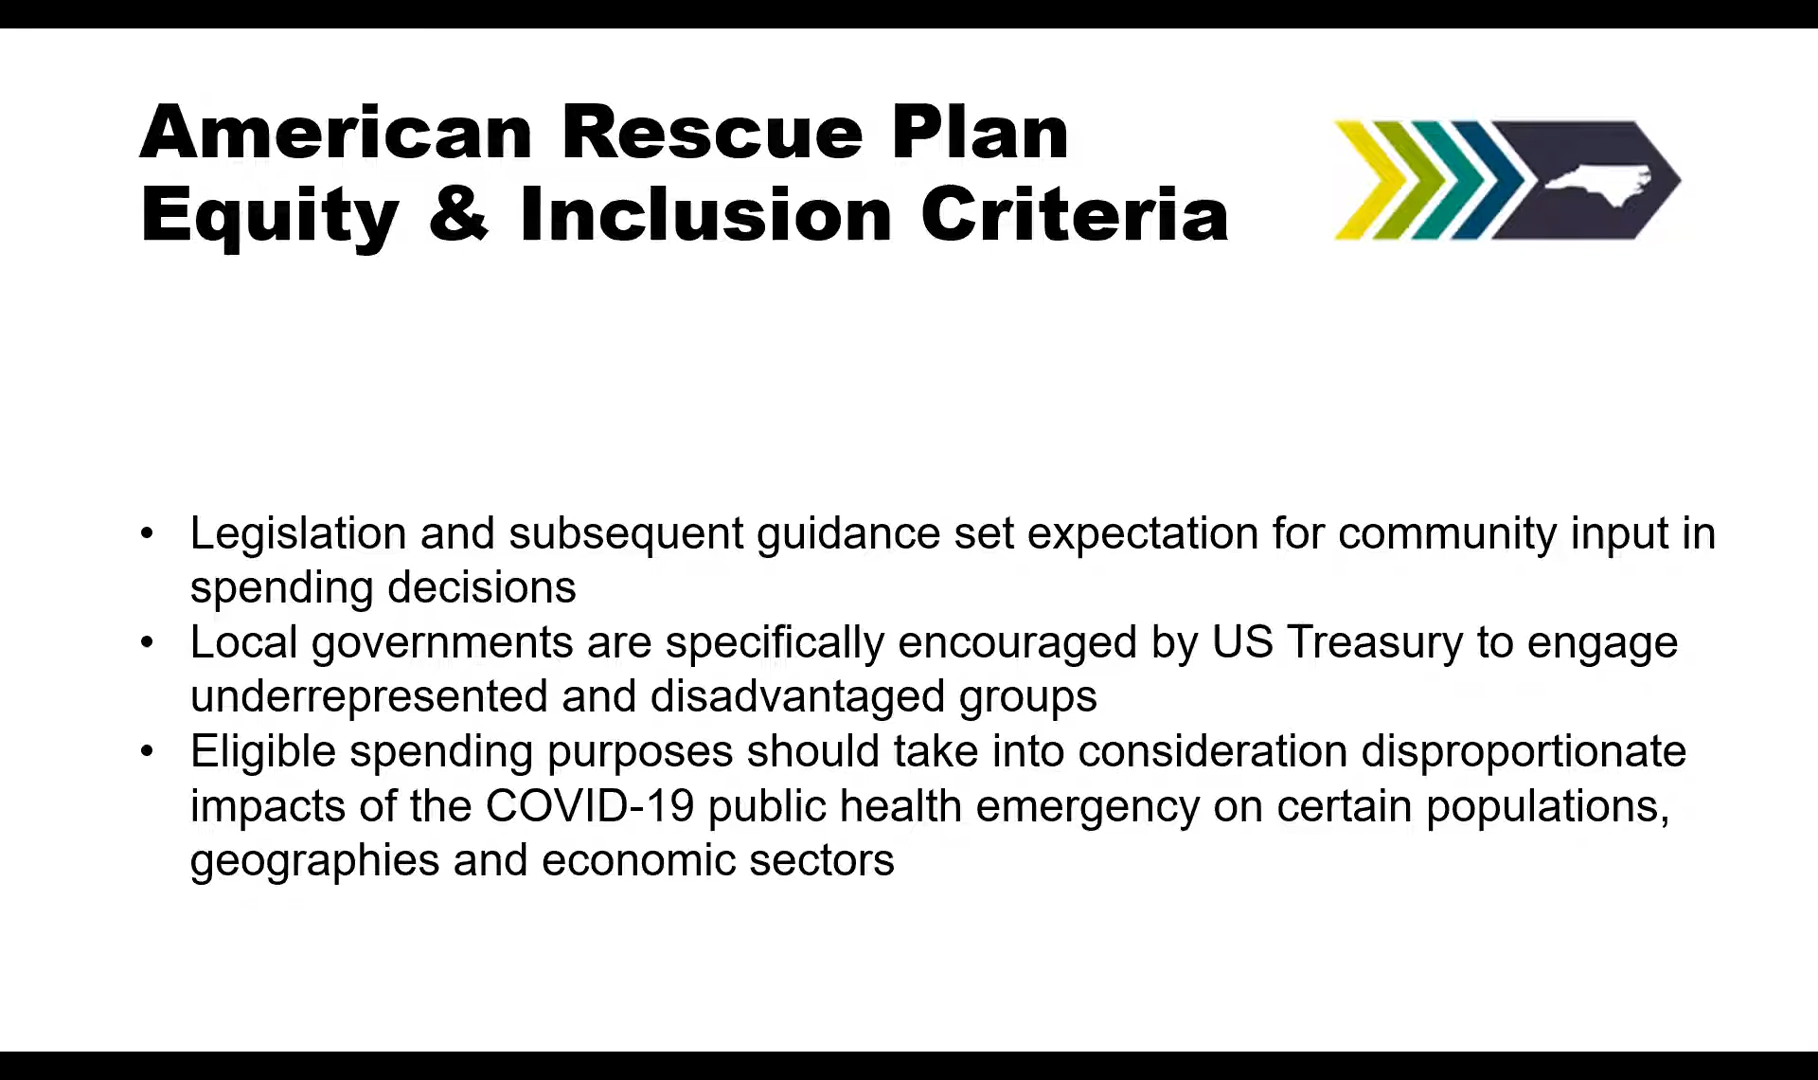 American Rescue Plan
Equity & Inclusion Criteria
• Legislation and subsequent guidance set expectation for community input in
spending decisions
• Local governments are specifically encouraged by US Treasury to engage
underrepresented and disadvantaged groups
• Eligible spending purposes should take into consideration disproportionate
impacts of the COVID-19 public health emergency on certain populations,
geographies and economic sectors